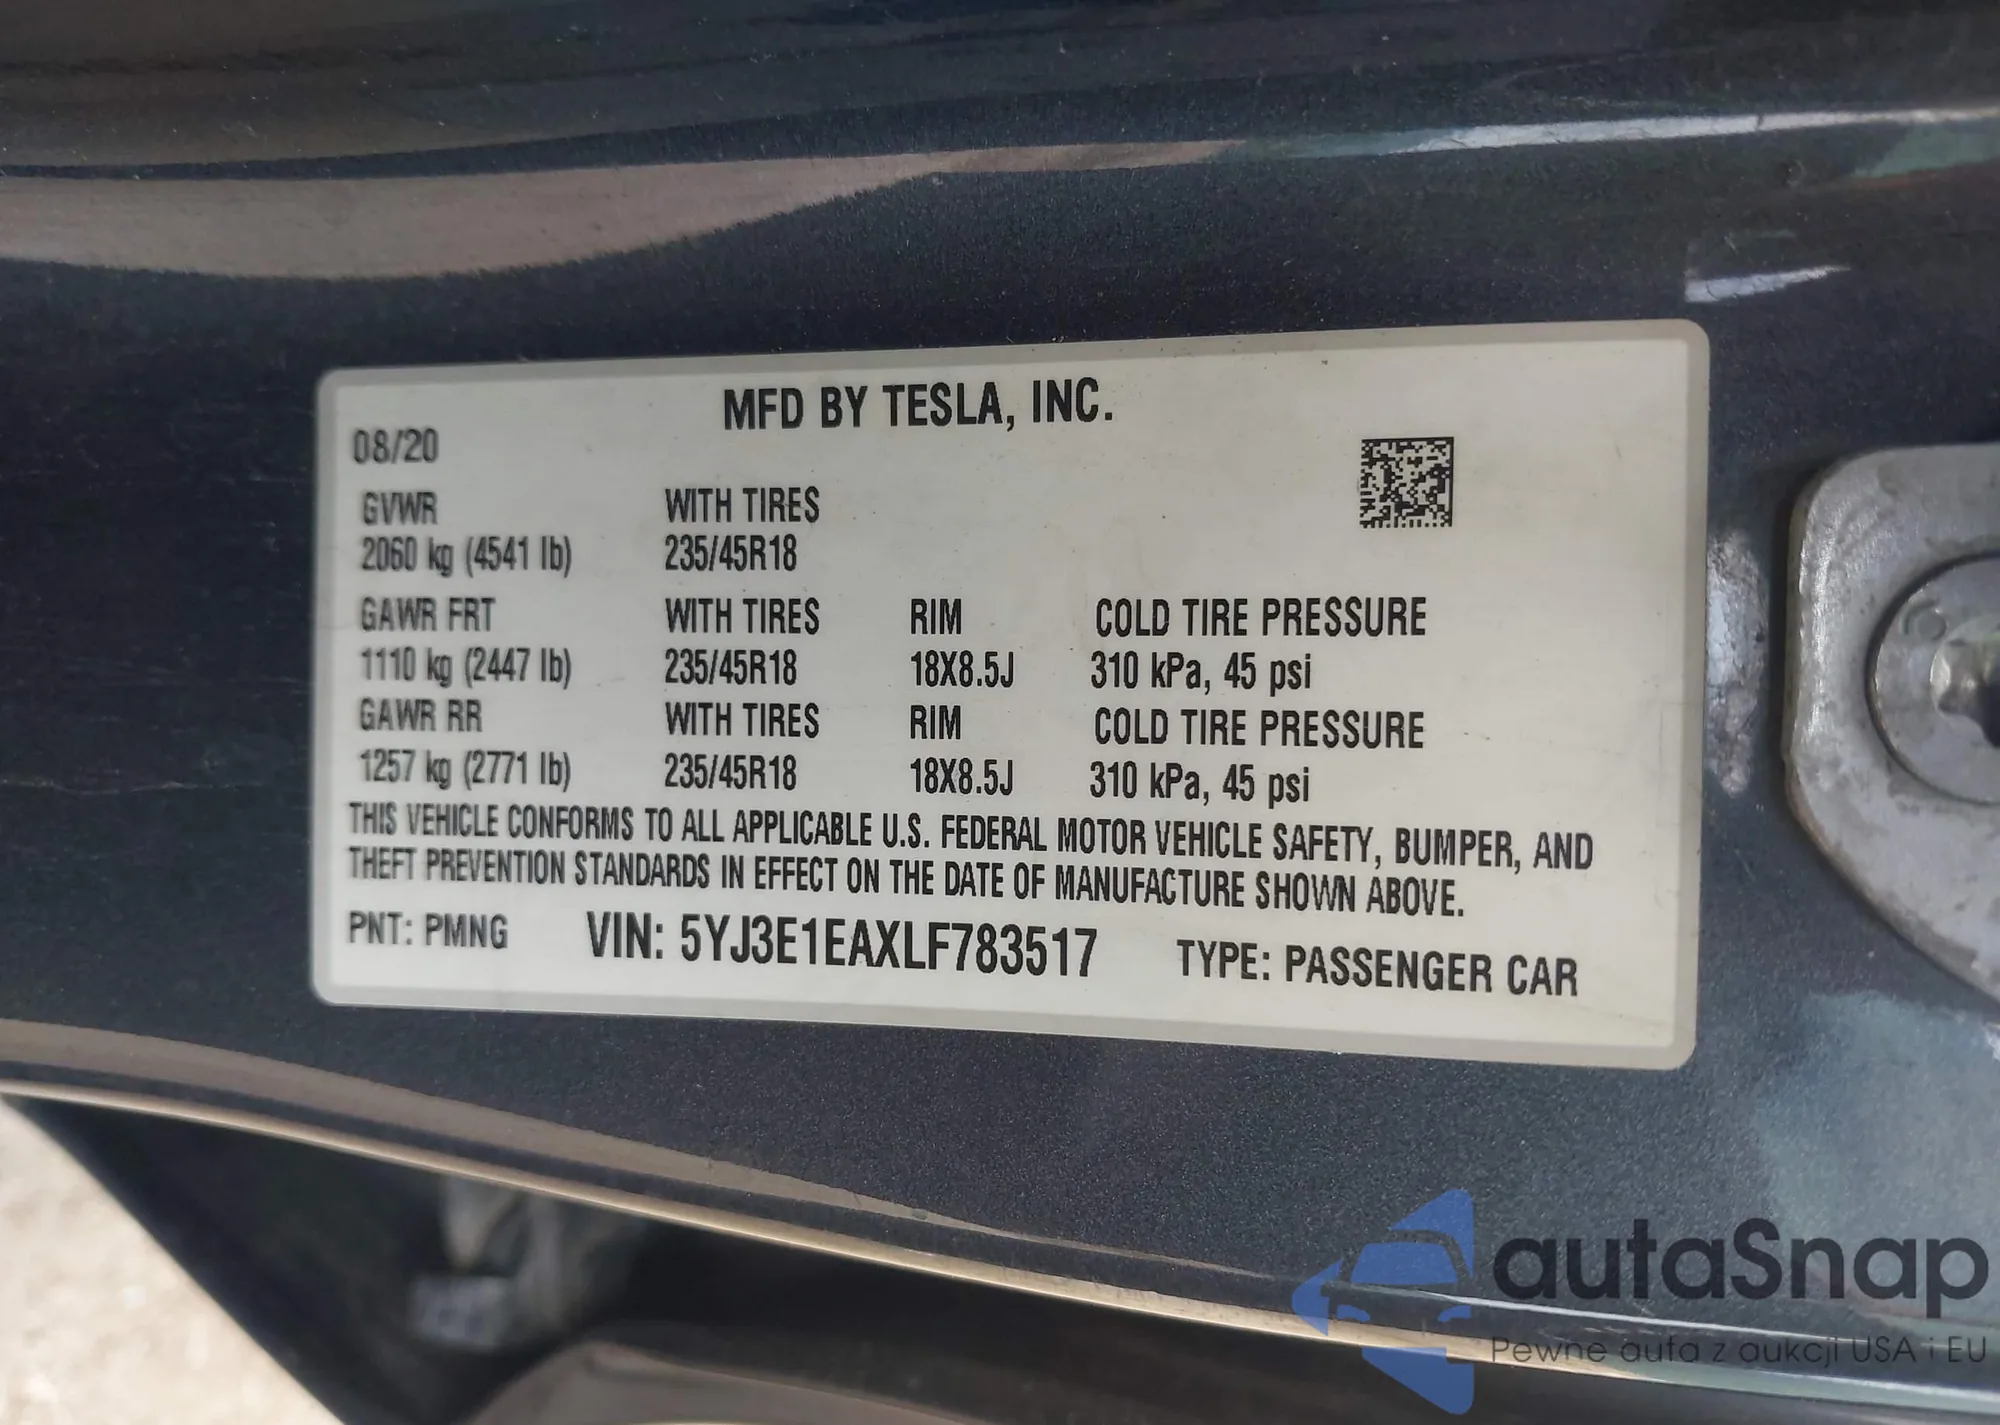 MFD BY TESLA, INC.
08/20
GVWR WITH TIRES
2060 kg (4541 lb) 235/45R18
GAWR FRT WITH TIRES RIM COLD TIRE PRESSURE
1110 kg (2447 lb) 235/45R18 18X8.5J 310 kPa, 45 psi
GAWR RR WITH TIRES RIM COLD TIRE PRESSURE
1257 kg (2771 lb) 235/45R18 18X8.5J 310 kPa, 45 psi
THIS VEHICLE CONFORMS TO ALL APPLICABLE U.S. FEDERAL MOTOR VEHICLE SAFETY, BUMPER, AND
THEFT PREVENTION STANDARDS IN EFFECT ON THE DATE OF MANUFACTURE SHOWN ABOVE.
PNT: PMNG VIN: 5YJ3E1EAXLF783517 TYPE: PASSENGER CAR
autaSnap
Pewne auta z aukcji USA i EU